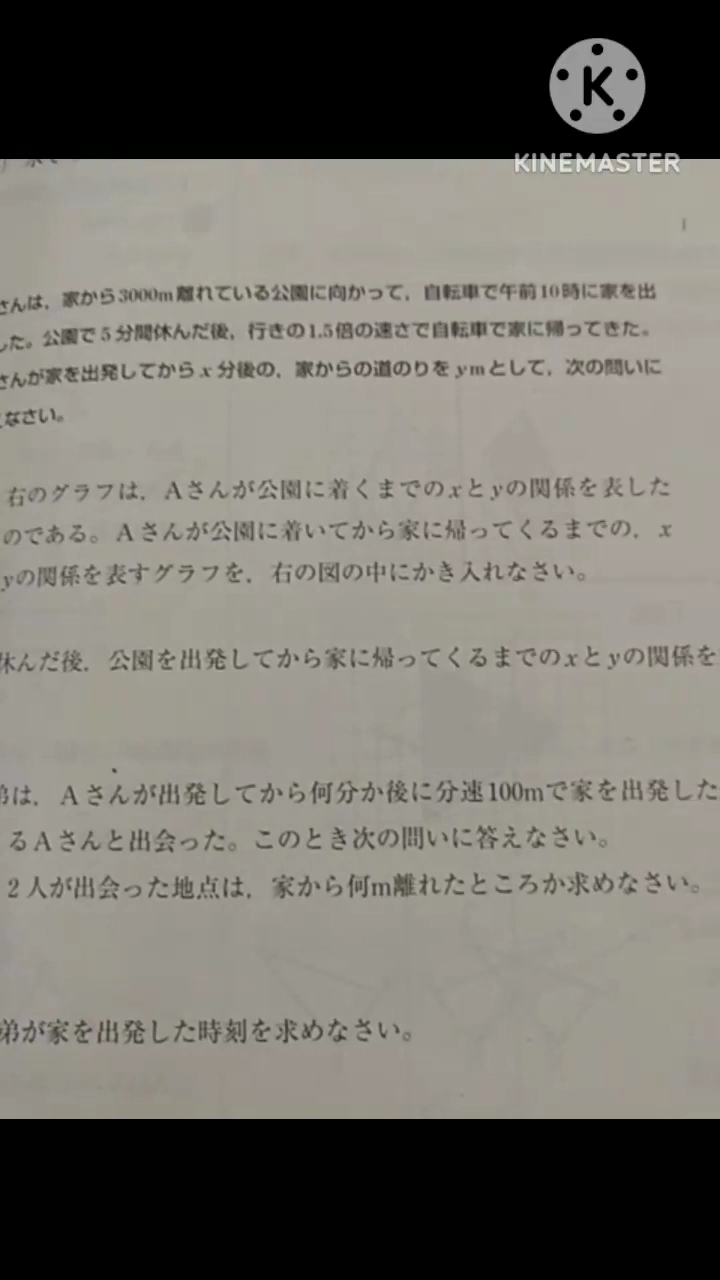 KINEMASTER
さんは，家から3000m離れている公園に向かって，自転車で午前10時に家を出
した。公園で5分間休んだ後，行きの1.5倍の速さで自転車で家に帰ってきた。
さんが家を出発してからx分後の，家からの道のりをymとして，次の問いに
なさい。
右のグラフは，Aさんが公園に着くまでのxとyの関係を表した
のである。Aさんが公園に着いてから家に帰ってくるまでの，x
yの関係を表すグラフを，右の図の中にかき入れなさい。
休んだ後，公園を出発してから家に帰ってくるまでのxとyの関係を
弟は，Aさんが出発してから何分か後に分速100mで家を出発した
るAさんと出会った。このとき次の問いに答えなさい。
2人が出会った地点は，家から何m離れたところか求めなさい。
弟が家を出発した時刻を求めなさい。